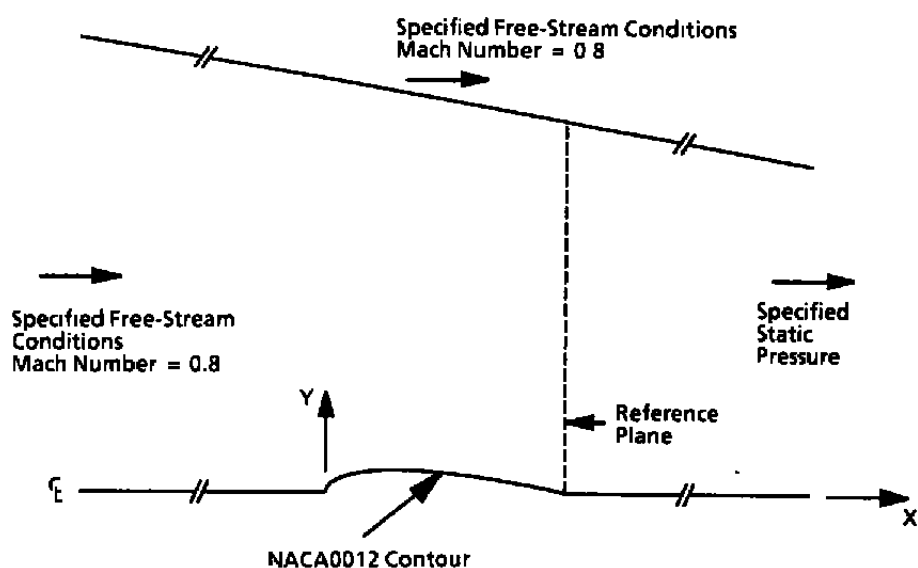 Specified Free-Stream Conditions
Mach Number = 0 8
Specified Free-Stream
Conditions
Mach Number = 0.8
Specified
Static
Pressure
Y
Reference
Plane
℄
X
NACA0012 Contour